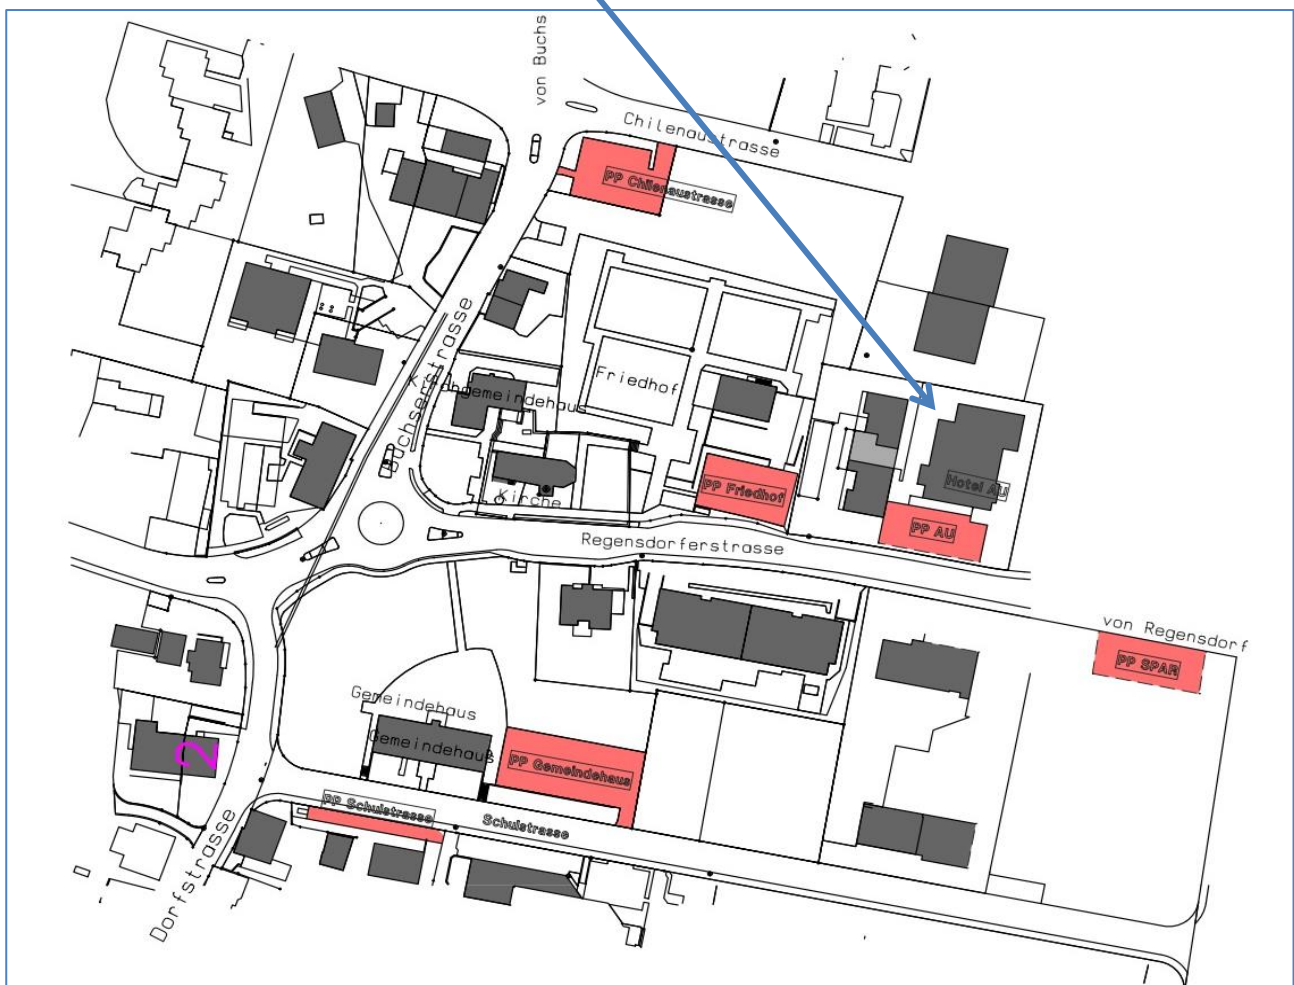 von Buchs
Chilenaustrasse
PP Chilenaustrasse
Buchserstrasse
Kirchgemeindehaus
Friedhof
Kirche
PP Friedhof
Hotel AU
PP AU
Regensdorferstrasse
von Regensdorf
PP SPAR
Gemeindehaus
Gemeindehaus
PP Gemeindehaus
2
PP Schulstrasse
Schulstrasse
Dorfstrasse